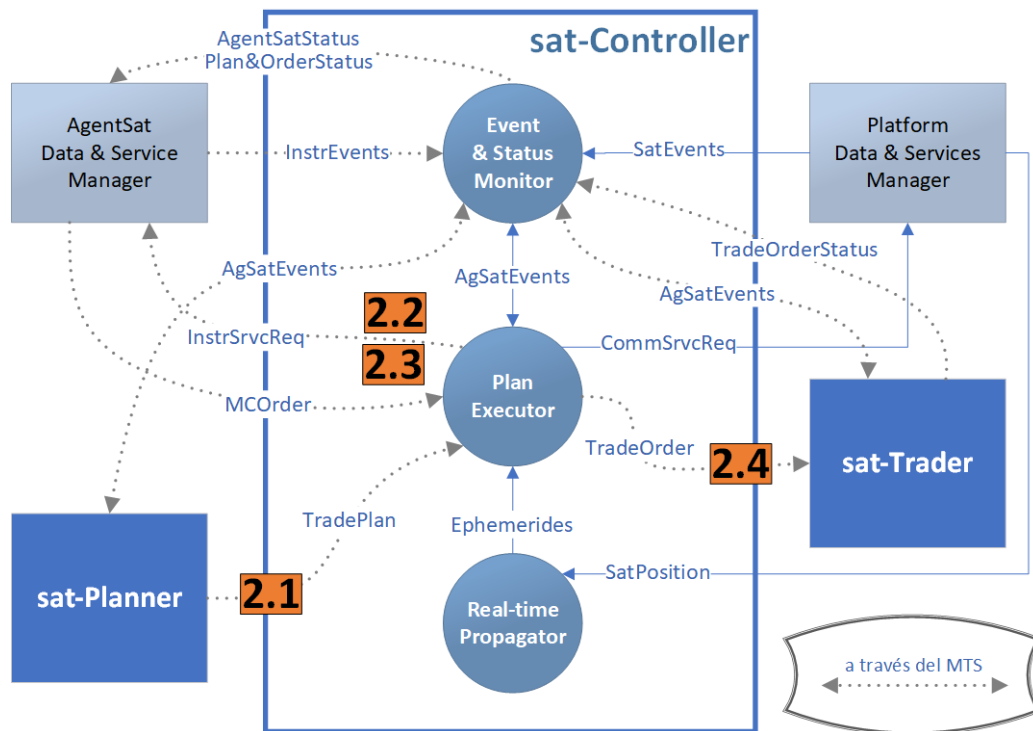 sat-Controller
AgentSatStatus
Plan&OrderStatus
AgentSat
Data & Service
Manager
InstrEvents
Event
& Status
Monitor
SatEvents
Platform
Data & Services
Manager
TradeOrderStatus
AgSatEvents
AgSatEvents
AgSatEvents
2.2
InstrSrvcReq
2.3
CommSrvcReq
Plan
Executor
MCOrder
TradeOrder
2.4
sat-Trader
TradePlan
Ephemerides
sat-Planner
2.1
SatPosition
Real-time
Propagator
a través del MTS